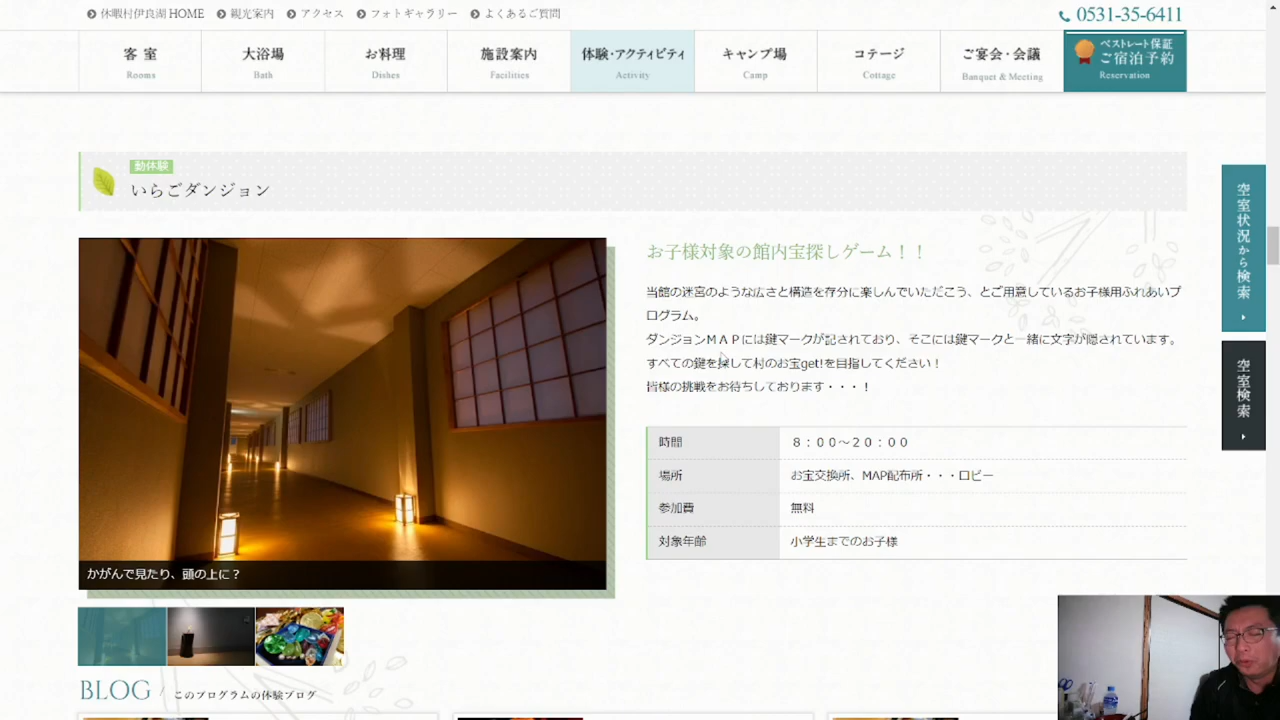 休暇村伊良湖 HOME 観光案内 アクセス フォトギャラリー よくあるご質問
0531-35-6411
客室 大浴場 お料理 施設案内 体験・アクティビティ キャンプ場 コテージ ご宴会・会議
Rooms Bath Dishes Facilities Activity Camp Cottage Banquet & Meeting
ベストレート保証
ご宿泊予約
Reservation
動体験
いらごダンジョン
空室状況から検索
空室検索
かがんで見たり、頭の上に？
お子様対象の館内宝探しゲーム！！
当館の迷宮のような広さと構造を存分に楽しんでいただこう、とご用意しているお子様用ふれあいプ
ログラム。
ダンジョンＭＡＰには鍵マークが記されており、そこには鍵マークと一緒に文字が隠されています。
すべての鍵を探して村のお宝get!を目指してください！
皆様の挑戦をお待ちしております・・・！
時間 ８：００～２０：００
場所 お宝交換所、MAP配布所・・・ロビー
参加費 無料
対象年齢 小学生までのお子様
BLOG / このプログラムの体験ブログ